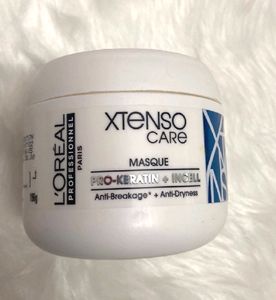 L'ORÉAL
PROFESSIONNEL
PARIS
XTENSO
CARE
MASQUE
PRO-KERATIN + INCELL
Anti-Breakage* + Anti-Dryness